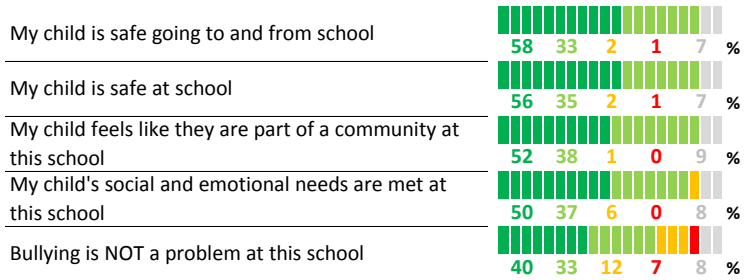 My child is safe going to and from school
58 33 2 1 7 %
My child is safe at school
56 35 2 1 7 %
My child feels like they are part of a community at
this school
52 38 1 0 9 %
My child's social and emotional needs are met at
this school
50 37 6 0 8 %
Bullying is NOT a problem at this school
40 33 12 7 8 %